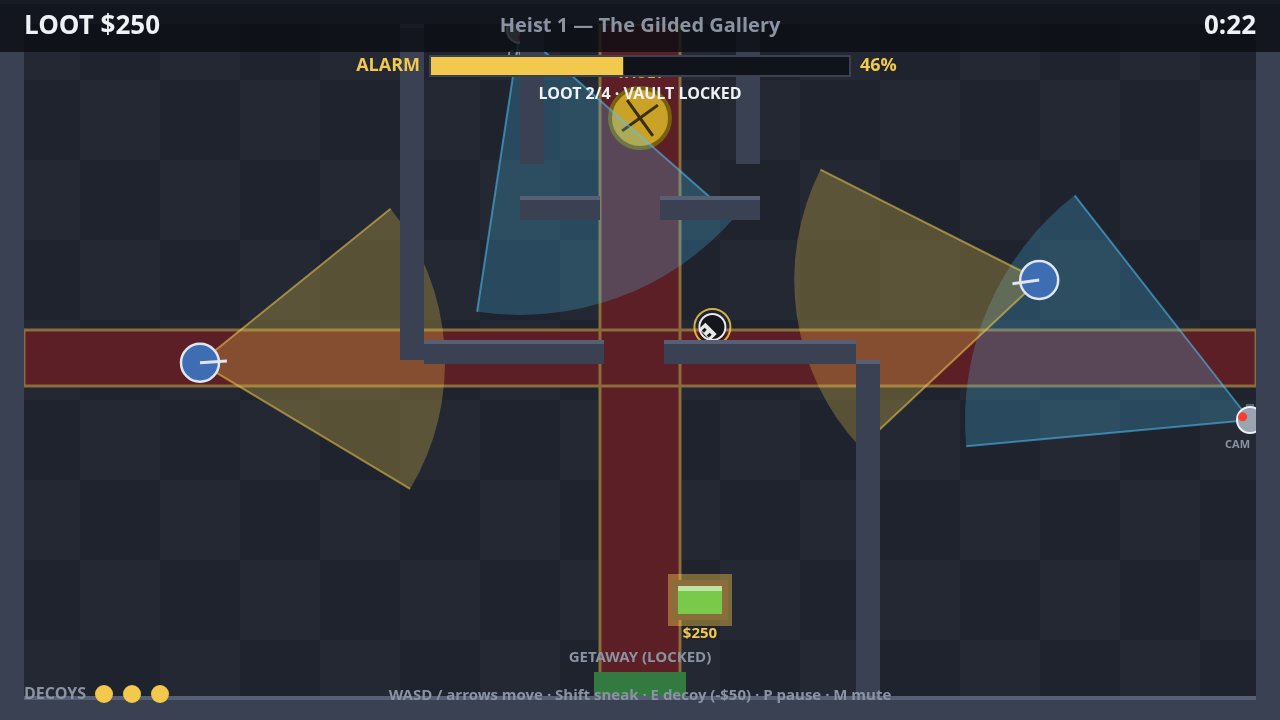 LOOT $250
Heist 1 — The Gilded Gallery
0:22
ALARM
46%
LOOT 2/4 · VAULT LOCKED
CAM
$250
GETAWAY (LOCKED)
DECOYS
WASD / arrows move · Shift sneak · E decoy (-$50) · P pause · M mute